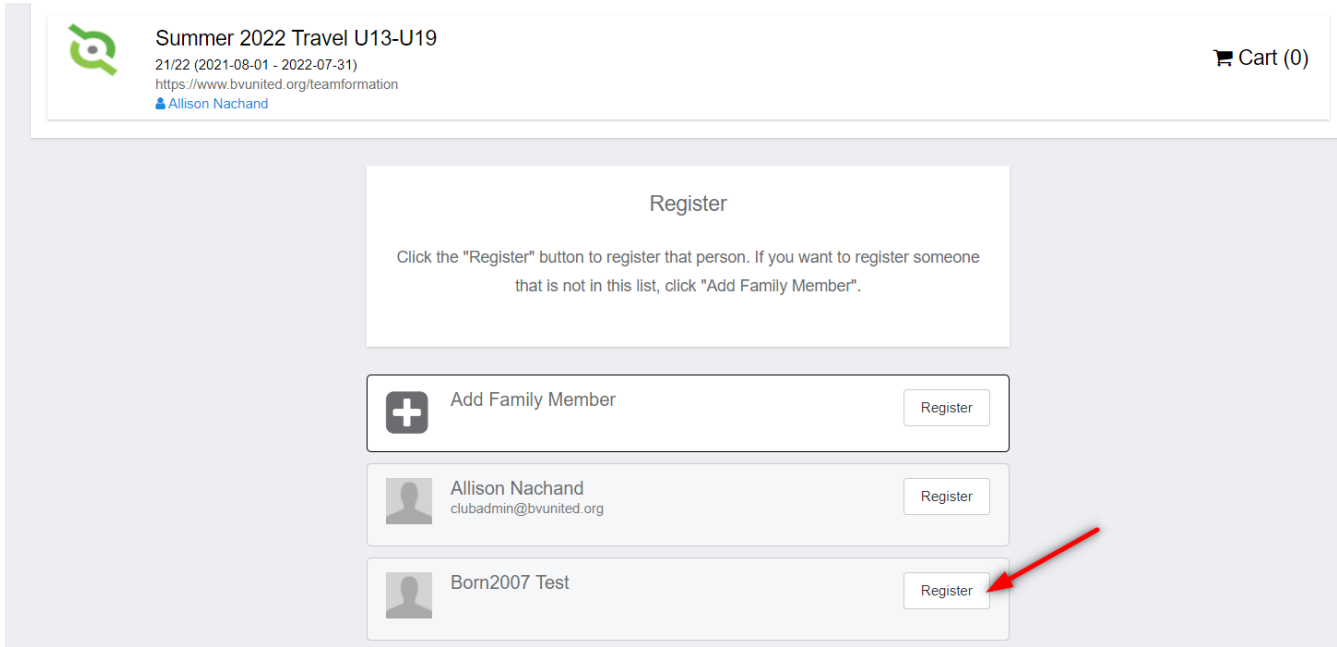 Summer 2022 Travel U13-U19
21/22 (2021-08-01 - 2022-07-31)
https://www.bvunited.org/teamformation
Allison Nachand
Cart (0)
Register
Click the "Register" button to register that person. If you want to register someone
that is not in this list, click "Add Family Member".
Add Family Member
Register
Allison Nachand
clubadmin@bvunited.org
Register
Born2007 Test
Register